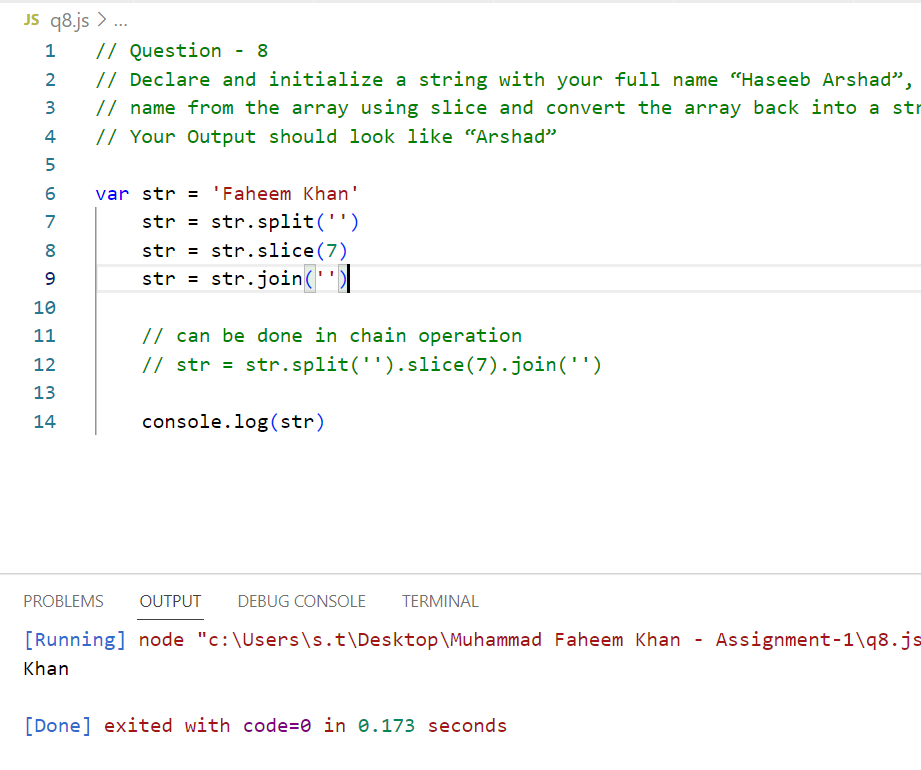 JS q8.js > ...
1 // Question - 8
2 // Declare and initialize a string with your full name “Haseeb Arshad”,
3 // name from the array using slice and convert the array back into a str
4 // Your Output should look like “Arshad”
5
6 var str = 'Faheem Khan'
7 str = str.split('')
8 str = str.slice(7)
9 str = str.join('')
10
11 // can be done in chain operation
12 // str = str.split('').slice(7).join('')
13
14 console.log(str)
PROBLEMS OUTPUT DEBUG CONSOLE TERMINAL
[Running] node "c:\Users\s.t\Desktop\Muhammad Faheem Khan - Assignment-1\q8.js
Khan
[Done] exited with code=0 in 0.173 seconds